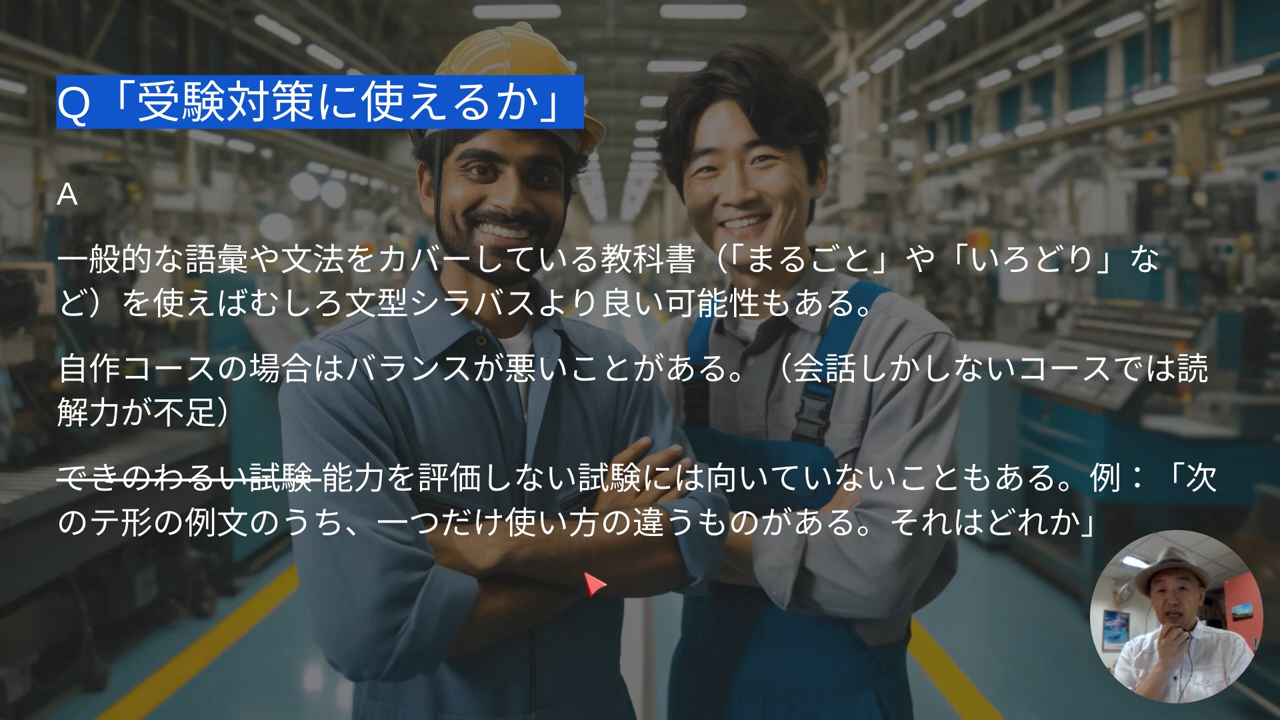 Q「受験対策に使えるか」
A
一般的な語彙や文法をカバーしている教科書（「まるごと」や「いろどり」な
ど）を使えばむしろ文型シラバスより良い可能性もある。
自作コースの場合はバランスが悪いことがある。（会話しかしないコースでは読
解力が不足）
できのわるい試験 能力を評価しない試験には向いていないこともある。例：「次
のテ形の例文のうち、一つだけ使い方の違うものがある。それはどれか」